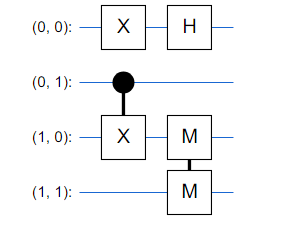 (0, 0): X H
(0, 1):
(1, 0): X M
(1, 1): M